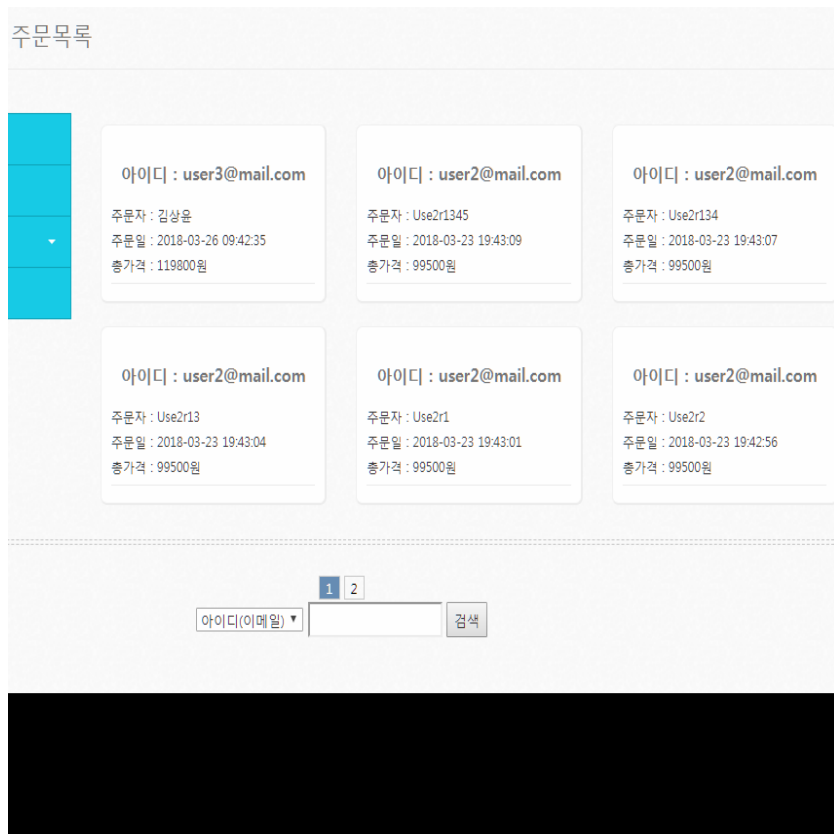 주문목록
아이디 : user3@mail.com
주문자 : 김상윤
주문일 : 2018-03-26 09:42:35
총가격 : 119800원
아이디 : user2@mail.com
주문자 : Use2r1345
주문일 : 2018-03-23 19:43:09
총가격 : 99500원
아이디 : user2@mail.com
주문자 : Use2r134
주문일 : 2018-03-23 19:43:07
총가격 : 99500원
아이디 : user2@mail.com
주문자 : Use2r13
주문일 : 2018-03-23 19:43:04
총가격 : 99500원
아이디 : user2@mail.com
주문자 : Use2r1
주문일 : 2018-03-23 19:43:01
총가격 : 99500원
아이디 : user2@mail.com
주문자 : Use2r2
주문일 : 2018-03-23 19:42:56
총가격 : 99500원
1 2
아이디(이메일) 검색